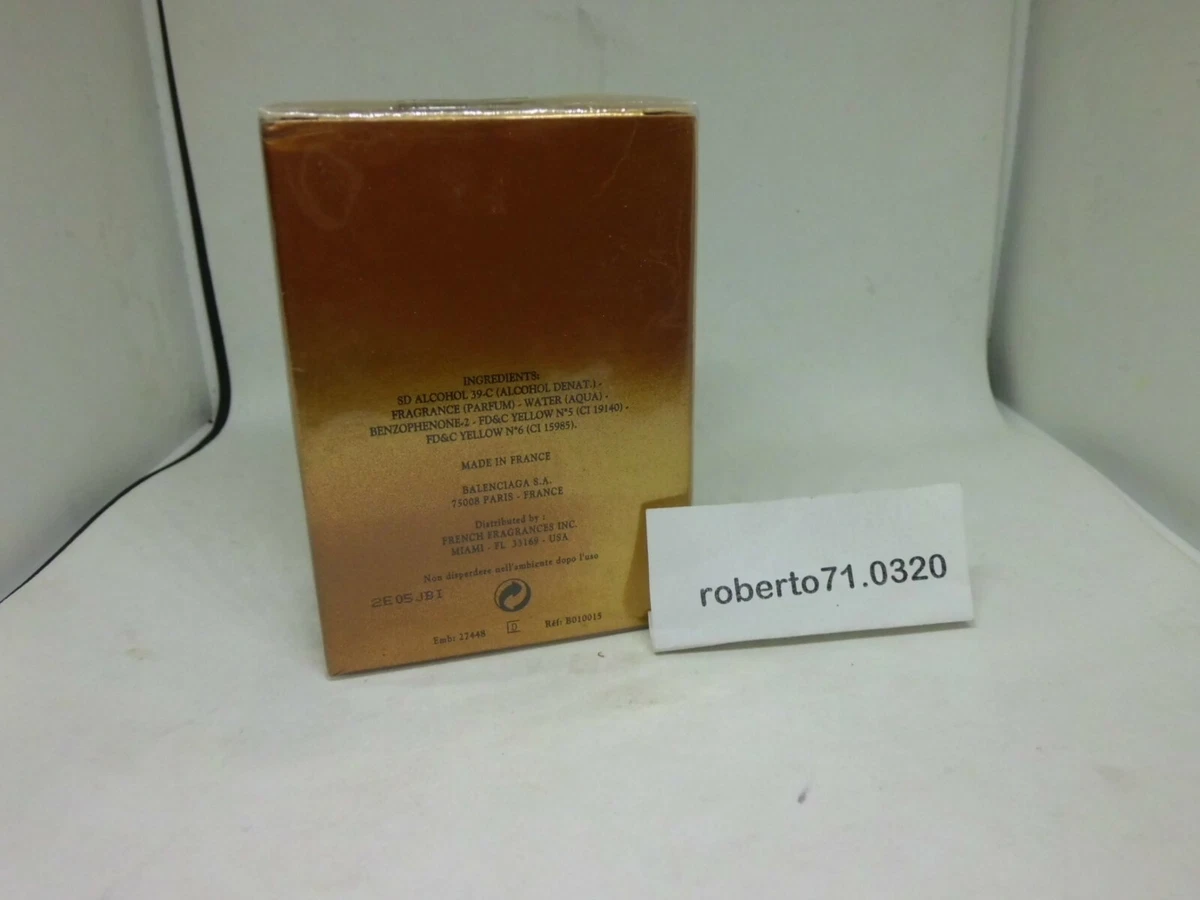 INGREDIENTS:
SD ALCOHOL 39-C (ALCOHOL DENAT.) -
FRAGRANCE (PARFUM) - WATER (AQUA) -
BENZOPHENONE-2 - FD&C YELLOW N°5 (CI 19140) -
FD&C YELLOW N°6 (CI 15985).
MADE IN FRANCE
BALENCIAGA S.A.
75008 PARIS - FRANCE
Distributed by :
FRENCH FRAGRANCES INC.
MIAMI - FL 33169 - USA
Non disperdere nell'ambiente dopo l'uso
2E05JBI
Emb: 27448 D Réf: B010015
roberto71.0320